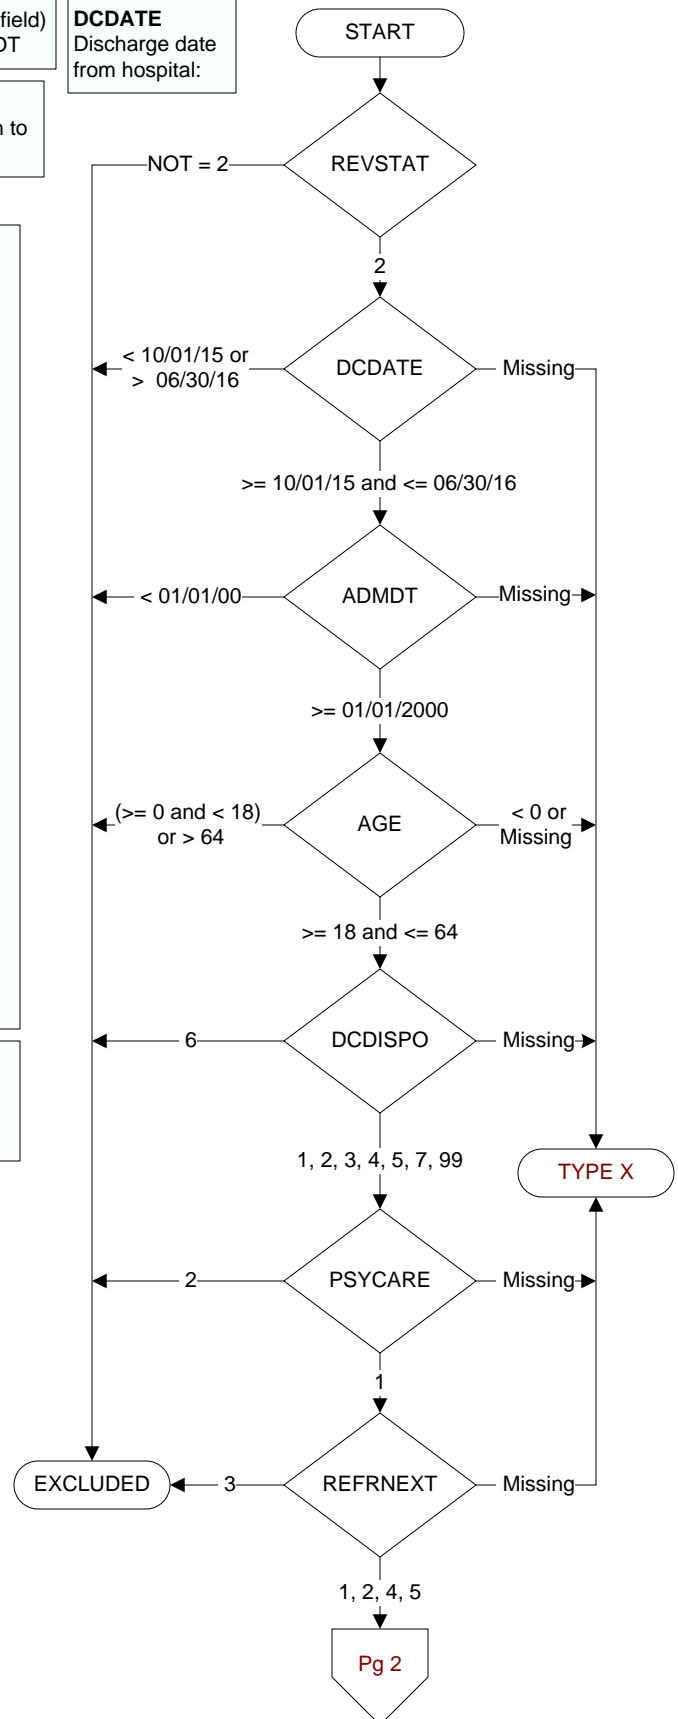 field)
DCDATE
Discharge date
from hospital:
to
START
REVSTAT
NOT = 2
2
DCDATE
< 10/01/15 or
> 06/30/16
Missing
>= 10/01/15 and <= 06/30/16
ADMDT
< 01/01/00
Missing
>= 01/01/2000
AGE
(>= 0 and < 18)
or > 64
< 0 or
Missing
>= 18 and <= 64
DCDISPO
6
Missing
1, 2, 3, 4, 5, 7, 99
TYPE X
PSYCARE
2
Missing
1
REFRNEXT
EXCLUDED
3
Missing
1, 2, 4, 5
Pg 2